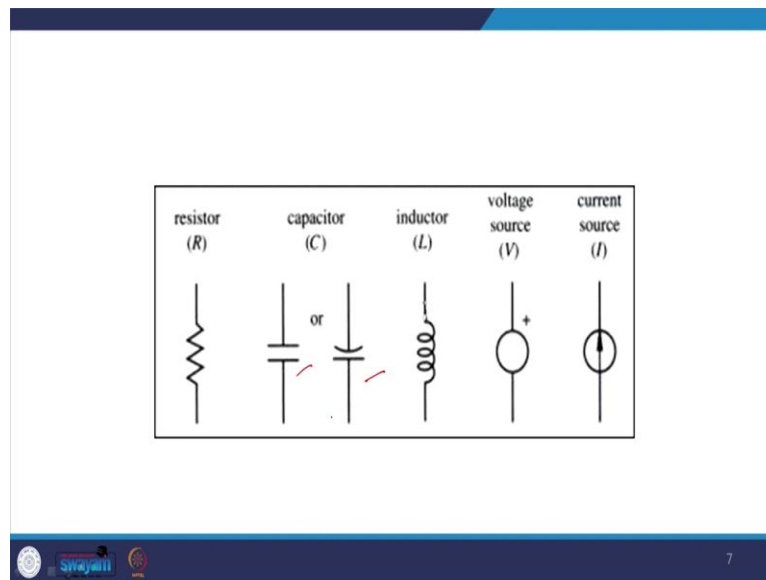 resistor
(R)
capacitor
(C)
inductor
(L)
voltage
source
(V)
current
source
(I)
or
+
swayam
7